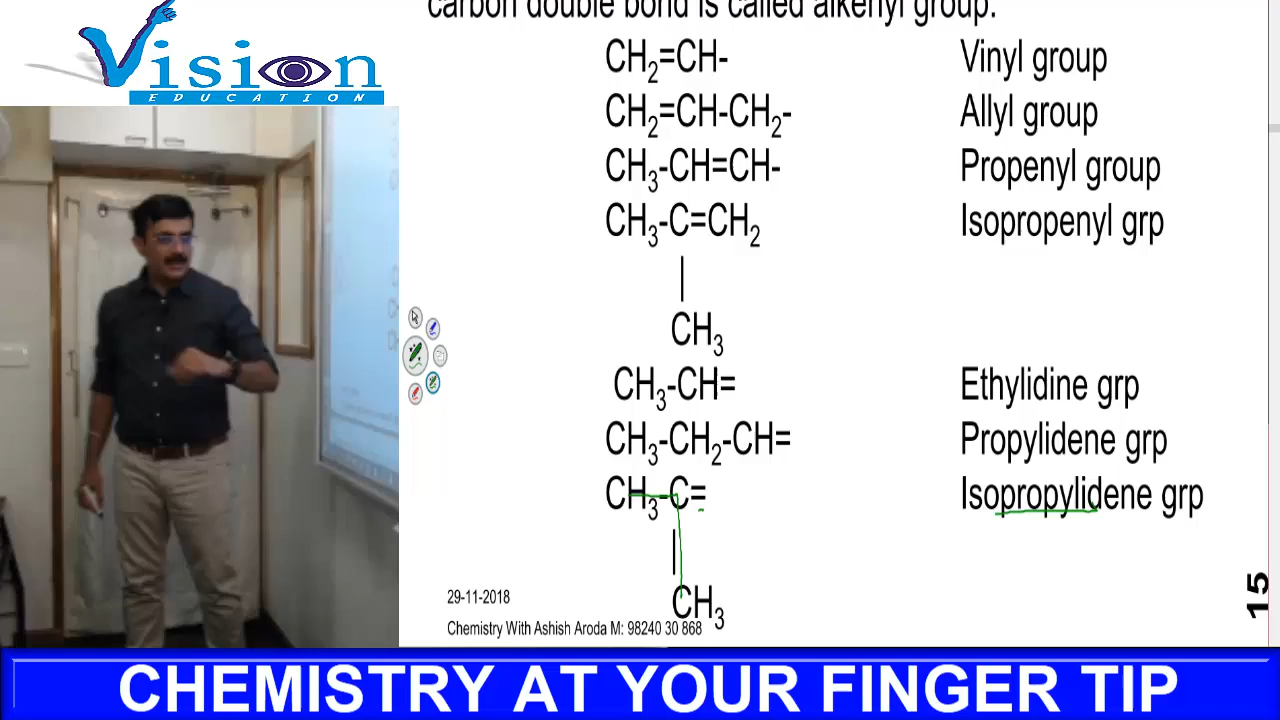 carbon double bond is called alkenyl group.
Vision
EDUCATION
CH2=CH- Vinyl group
CH2=CH-CH2- Allyl group
CH3-CH=CH- Propenyl group
CH3-C=CH2 Isopropenyl grp
|
CH3
CH3-CH= Ethylidine grp
CH3-CH2-CH= Propylidene grp
CH3-C= Isopropylidene grp
|
CH3
29-11-2018
Chemistry With Ashish Aroda M: 98240 30 868
15
CHEMISTRY AT YOUR FINGER TIP